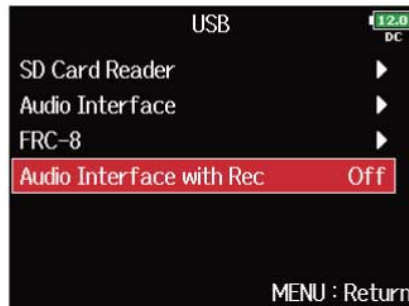 USB
12.0
DC
SD Card Reader
Audio Interface
FRC-8
Audio Interface with Rec Off
MENU : Return